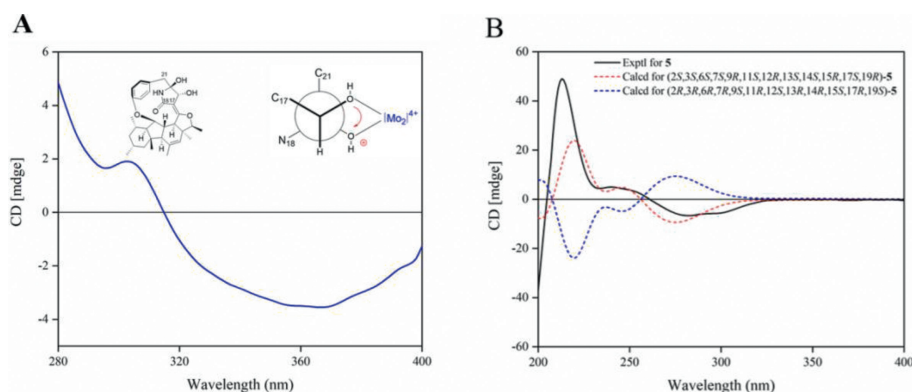 A
6
4
2
0
-2
-4
280
320
360
400
CD [mdge]
Wavelength (nm)
21
OH
OH
O
H
H
H
C21
C17
N18
H
O
H
O
H
⊕
[Mo2]4+
B
60
40
20
0
-20
-40
-60
200
250
300
350
400
CD [mdge]
Wavelength (nm)
Exptl for 5
Calcd for (2S,3S,6S,7S,9R,11S,12R,13S,14S,15R,17S,19R)-5
Calcd for (2R,3R,6R,7R,9S,11R,12S,13R,14R,15S,17R,19S)-5